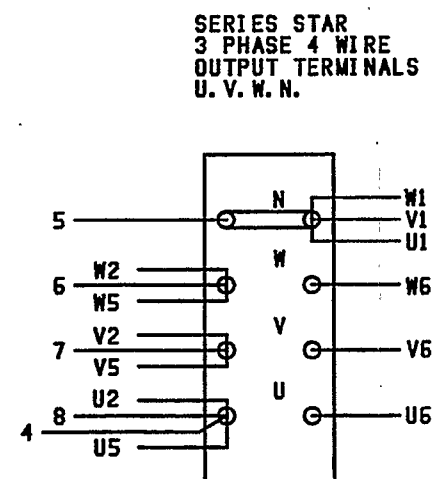 SERIES STAR
3 PHASE 4 WIRE
OUTPUT TERMINALS
U. V. W. N.
N W1
5 V1
U1
W2 W
6 W6
W5
V2 V
7 V6
V5
U2 U
8 U6
4
U5